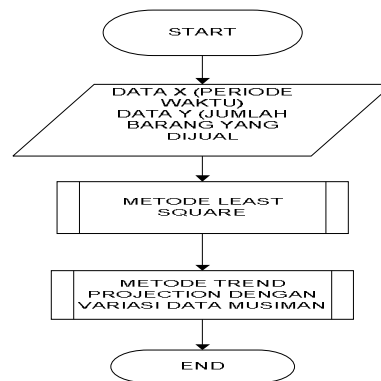 START
DATA X (PERIODE
WAKTU)
DATA Y (JUMLAH
BARANG YANG
DIJUAL
METODE LEAST
SQUARE
METODE TREND
PROJECTION DENGAN
VARIASI DATA MUSIMAN
END